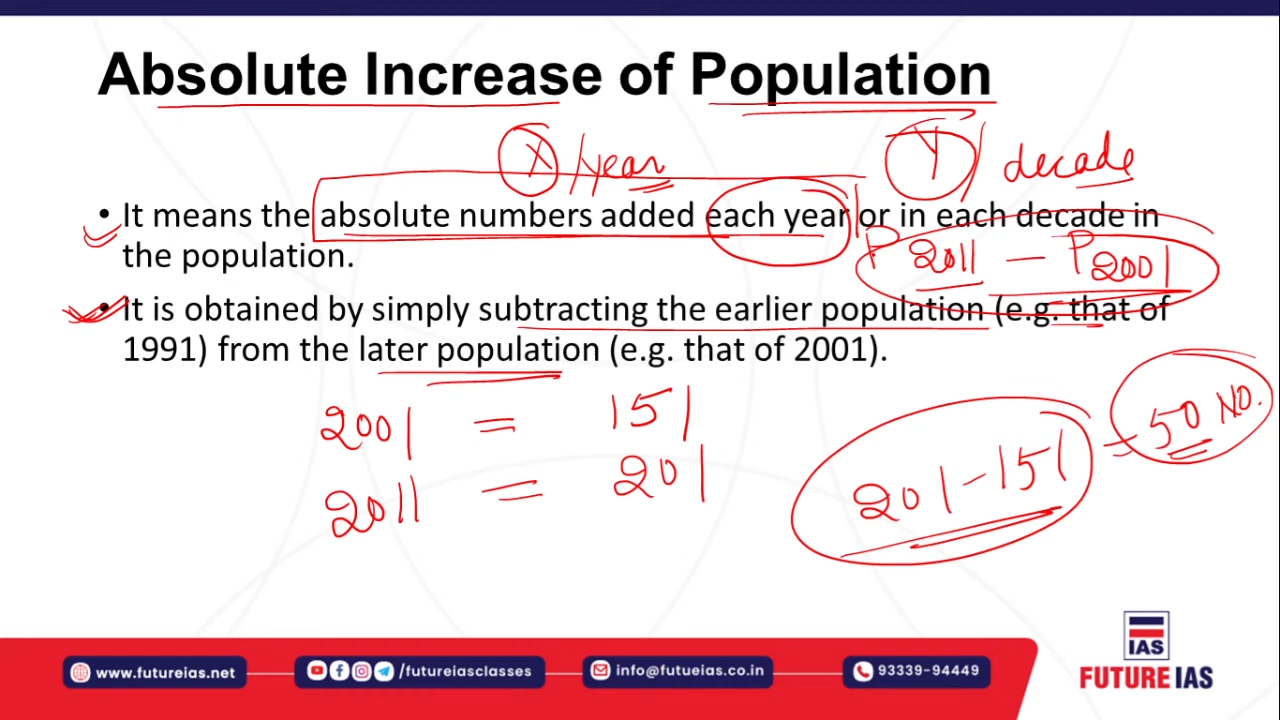 Absolute Increase of Population
X /year
Y / decade
• It means the absolute numbers added each year or in each decade in
the population.
P2011 – P2001
• It is obtained by simply subtracting the earlier population (e.g. that of
1991) from the later population (e.g. that of 2001).
2001 = 151
2011 = 201
201-151 = 50 NO.
IAS
FUTURE IAS
www.futureias.net
/futureiasclasses
info@futueias.co.in
93339-94449